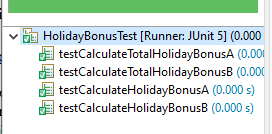 HolidayBonusTest [Runner: JUnit 5] (0.000
testCalculateTotalHolidayBonusA (0.000
testCalculateTotalHolidayBonusB (0.000
testCalculateHolidayBonusA (0.000 s)
testCalculateHolidayBonusB (0.000 s)